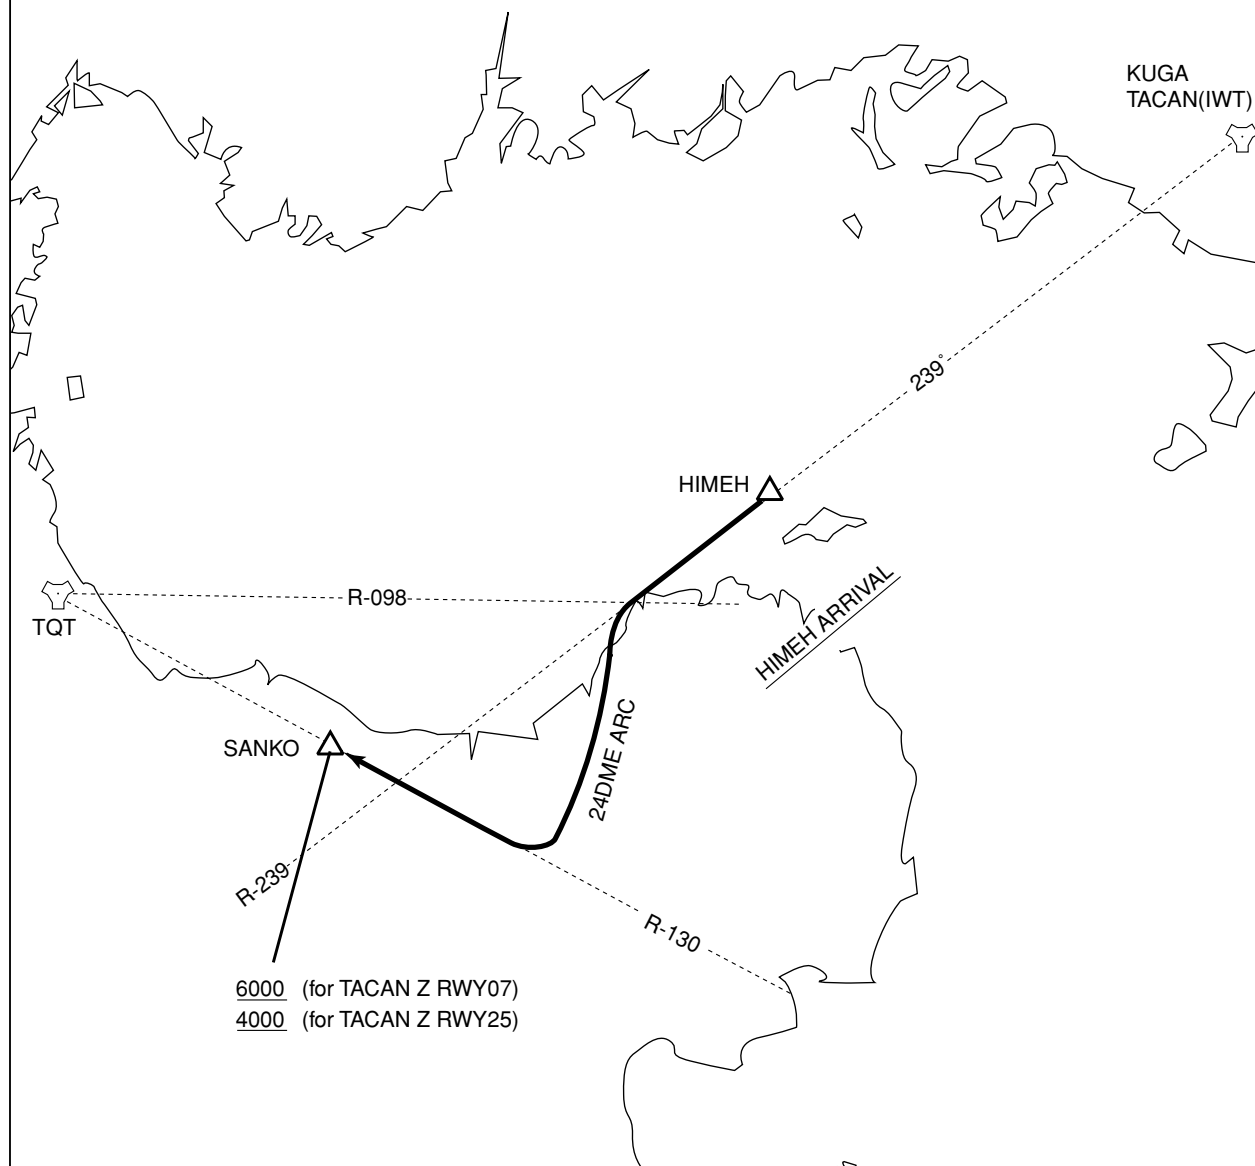 KUGA
TACAN(IWT)
239°
HIMEH
R-098
TQT
HIMEH ARRIVAL
SANKO
24DME ARC
R-239
R-130
6000 (for TACAN Z RWY07)
4000 (for TACAN Z RWY25)